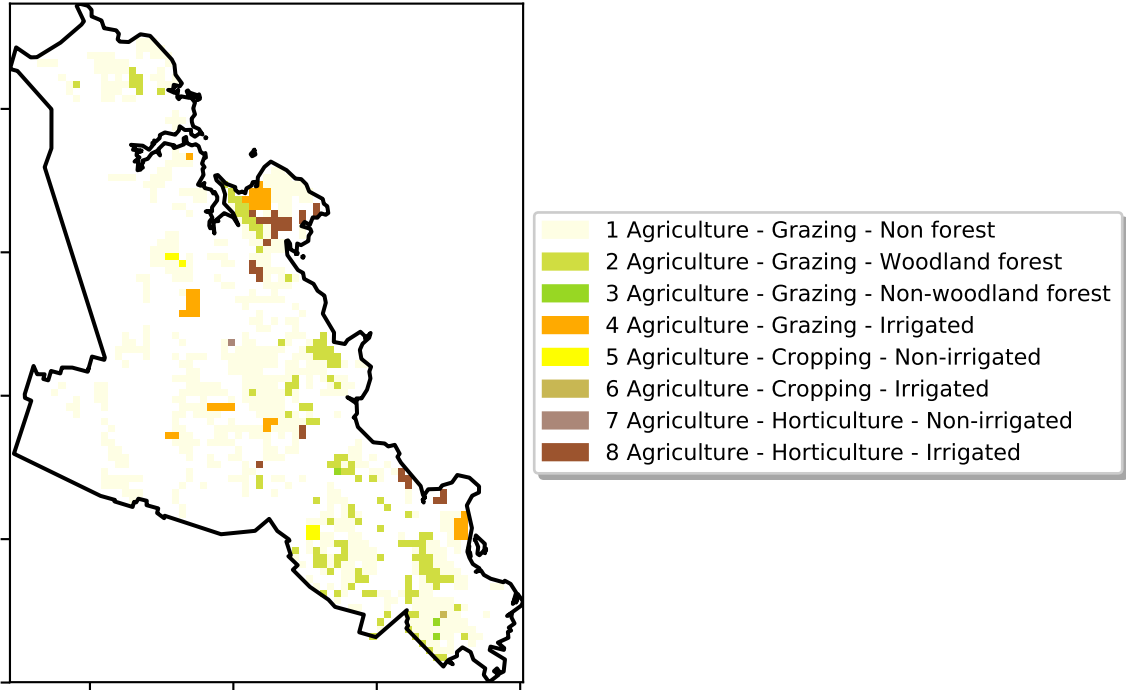 1 Agriculture - Grazing - Non forest
2 Agriculture - Grazing - Woodland forest
3 Agriculture - Grazing - Non-woodland forest
4 Agriculture - Grazing - Irrigated
5 Agriculture - Cropping - Non-irrigated
6 Agriculture - Cropping - Irrigated
7 Agriculture - Horticulture - Non-irrigated
8 Agriculture - Horticulture - Irrigated